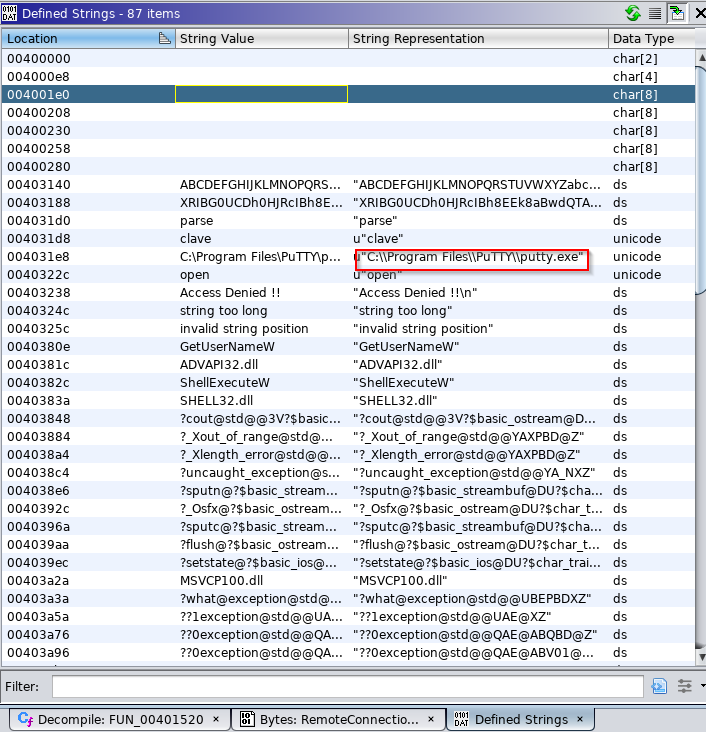 Defined Strings - 87 items
Location String Value String Representation Data Type
00400000 char[2]
004000e8 char[4]
004001e0 char[8]
00400208 char[8]
00400230 char[8]
00400258 char[8]
00400280 char[8]
00403140 ABCDEFGHIJKLMNOPQRS... "ABCDEFGHIJKLMNOPQRSTUVWXYZabc... ds
00403188 XRIBG0UCDh0HJRcIBh8E... "XRIBG0UCDh0HJRcIBh8EEk8aBwdQTA... ds
004031d0 parse "parse" ds
004031d8 clave u"clave" unicode
004031e8 C:\Program Files\PuTTY\p... u"C:\\Program Files\\PuTTY\\putty.exe" unicode
0040322c open u"open" unicode
00403238 Access Denied !! "Access Denied !!\n" ds
0040324c string too long "string too long" ds
0040325c invalid string position "invalid string position" ds
0040380e GetUserNameW "GetUserNameW" ds
0040381c ADVAPI32.dll "ADVAPI32.dll" ds
0040382c ShellExecuteW "ShellExecuteW" ds
0040383a SHELL32.dll "SHELL32.dll" ds
00403848 ?cout@std@@3V?$basic... "?cout@std@@3V?$basic_ostream@D... ds
00403884 ?_Xout_of_range@std@... "?_Xout_of_range@std@@YAXPBD@Z" ds
004038a4 ?_Xlength_error@std@... "?_Xlength_error@std@@YAXPBD@Z" ds
004038c4 ?uncaught_exception@s... "?uncaught_exception@std@@YA_NXZ" ds
004038e6 ?sputn@?$basic_stream... "?sputn@?$basic_streambuf@DU?$cha... ds
0040392c ?_Osfx@?$basic_ostrea... "?_Osfx@?$basic_ostream@DU?$char_t... ds
0040396a ?sputc@?$basic_stream... "?sputc@?$basic_streambuf@DU?$cha... ds
004039aa ?flush@?$basic_ostrea... "?flush@?$basic_ostream@DU?$char_t... ds
004039ec ?setstate@?$basic_ios@... "?setstate@?$basic_ios@DU?$char_trai... ds
00403a2a MSVCP100.dll "MSVCP100.dll" ds
00403a3a ?what@exception@std@... "?what@exception@std@@UBEPBDXZ" ds
00403a5a ??1exception@std@@UA... "??1exception@std@@UAE@XZ" ds
00403a76 ??0exception@std@@QA... "??0exception@std@@QAE@ABQBD@Z" ds
00403a96 ??0exception@std@@QA... "??0exception@std@@QAE@ABV01@... ds
Filter:
Decompile: FUN_00401520 × Bytes: RemoteConnectio... × Defined Strings ×